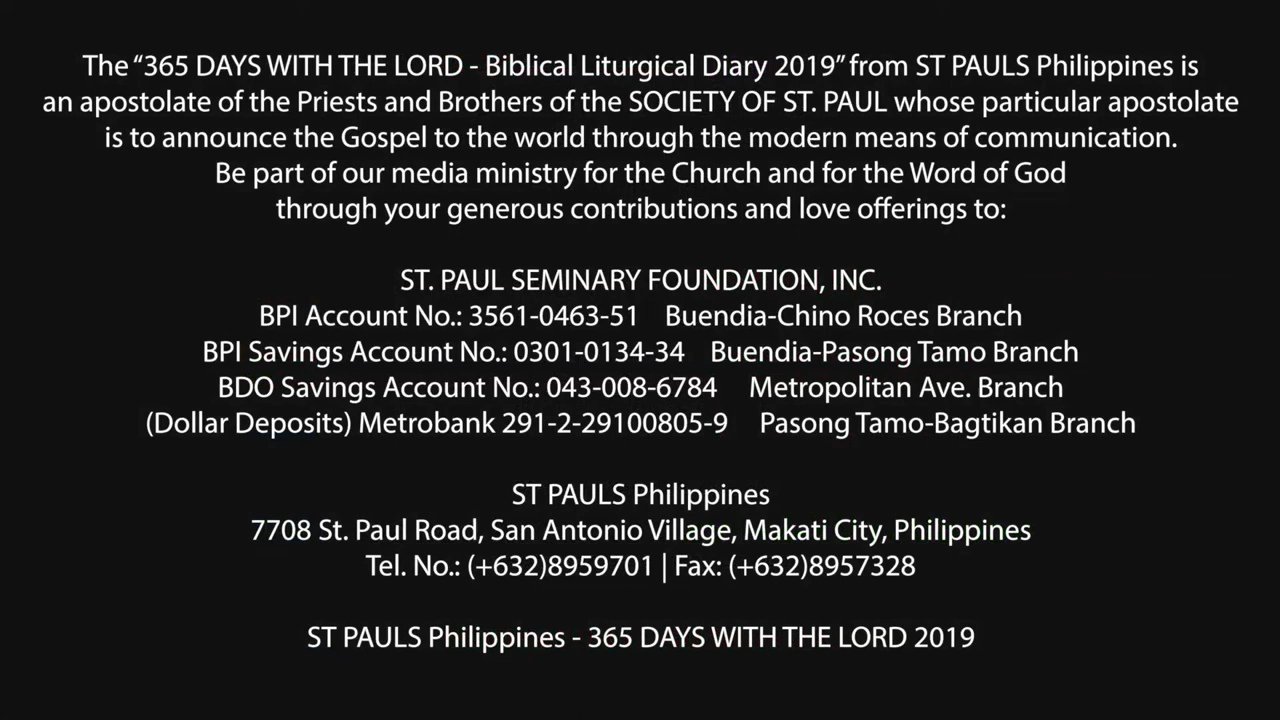 The “365 DAYS WITH THE LORD - Biblical Liturgical Diary 2019” from ST PAULS Philippines is
an apostolate of the Priests and Brothers of the SOCIETY OF ST. PAUL whose particular apostolate
is to announce the Gospel to the world through the modern means of communication.
Be part of our media ministry for the Church and for the Word of God
through your generous contributions and love offerings to:
ST. PAUL SEMINARY FOUNDATION, INC.
BPI Account No.: 3561-0463-51 Buendia-Chino Roces Branch
BPI Savings Account No.: 0301-0134-34 Buendia-Pasong Tamo Branch
BDO Savings Account No.: 043-008-6784 Metropolitan Ave. Branch
(Dollar Deposits) Metrobank 291-2-29100805-9 Pasong Tamo-Bagtikan Branch
ST PAULS Philippines
7708 St. Paul Road, San Antonio Village, Makati City, Philippines
Tel. No.: (+632)8959701 | Fax: (+632)8957328
ST PAULS Philippines - 365 DAYS WITH THE LORD 2019